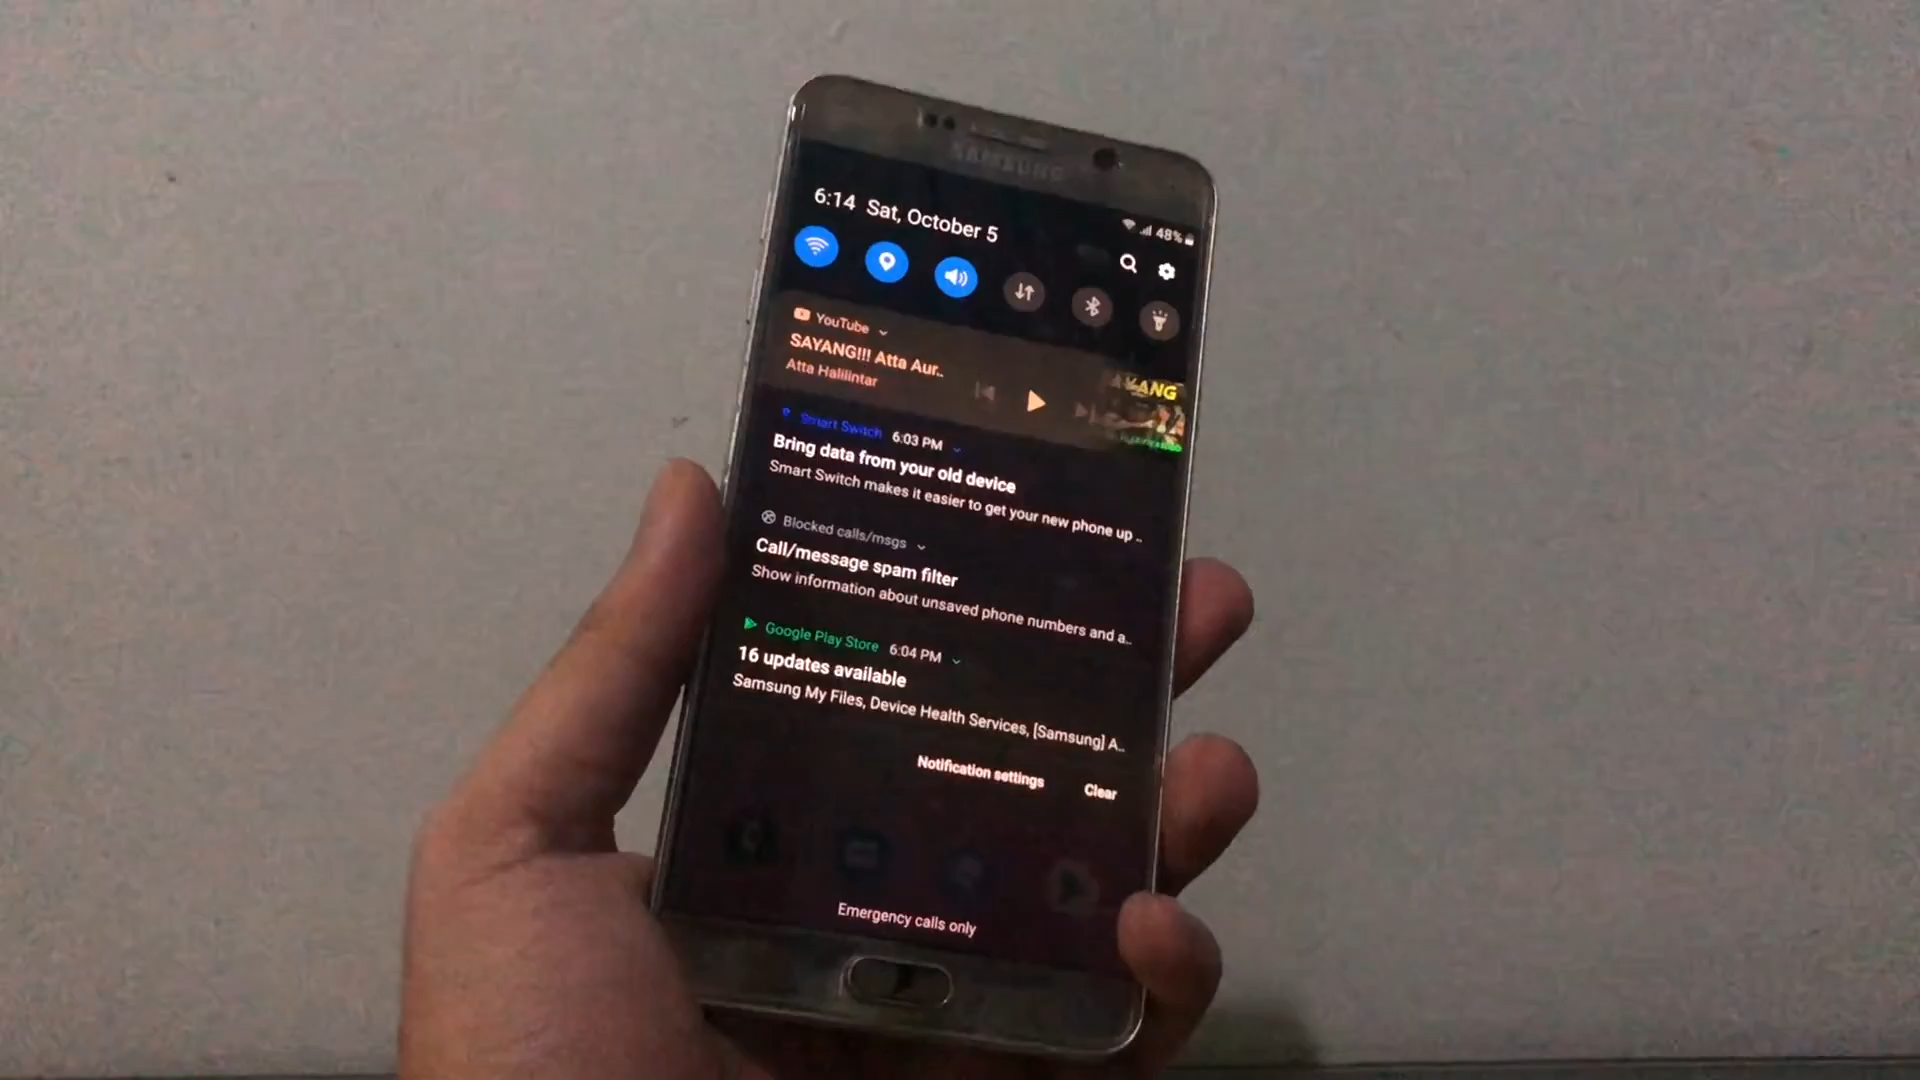 SAMSUNG
6:14 Sat, October 5
48%
YouTube
SAYANG!!! Atta Aur..
Atta Halilintar
AYANG
Smart Switch 6:03 PM
Bring data from your old device
Smart Switch makes it easier to get your new phone up ..
Blocked calls/msgs
Call/message spam filter
Show information about unsaved phone numbers and a..
Google Play Store 6:04 PM
16 updates available
Samsung My Files, Device Health Services, [Samsung] A..
Notification settings Clear
Emergency calls only